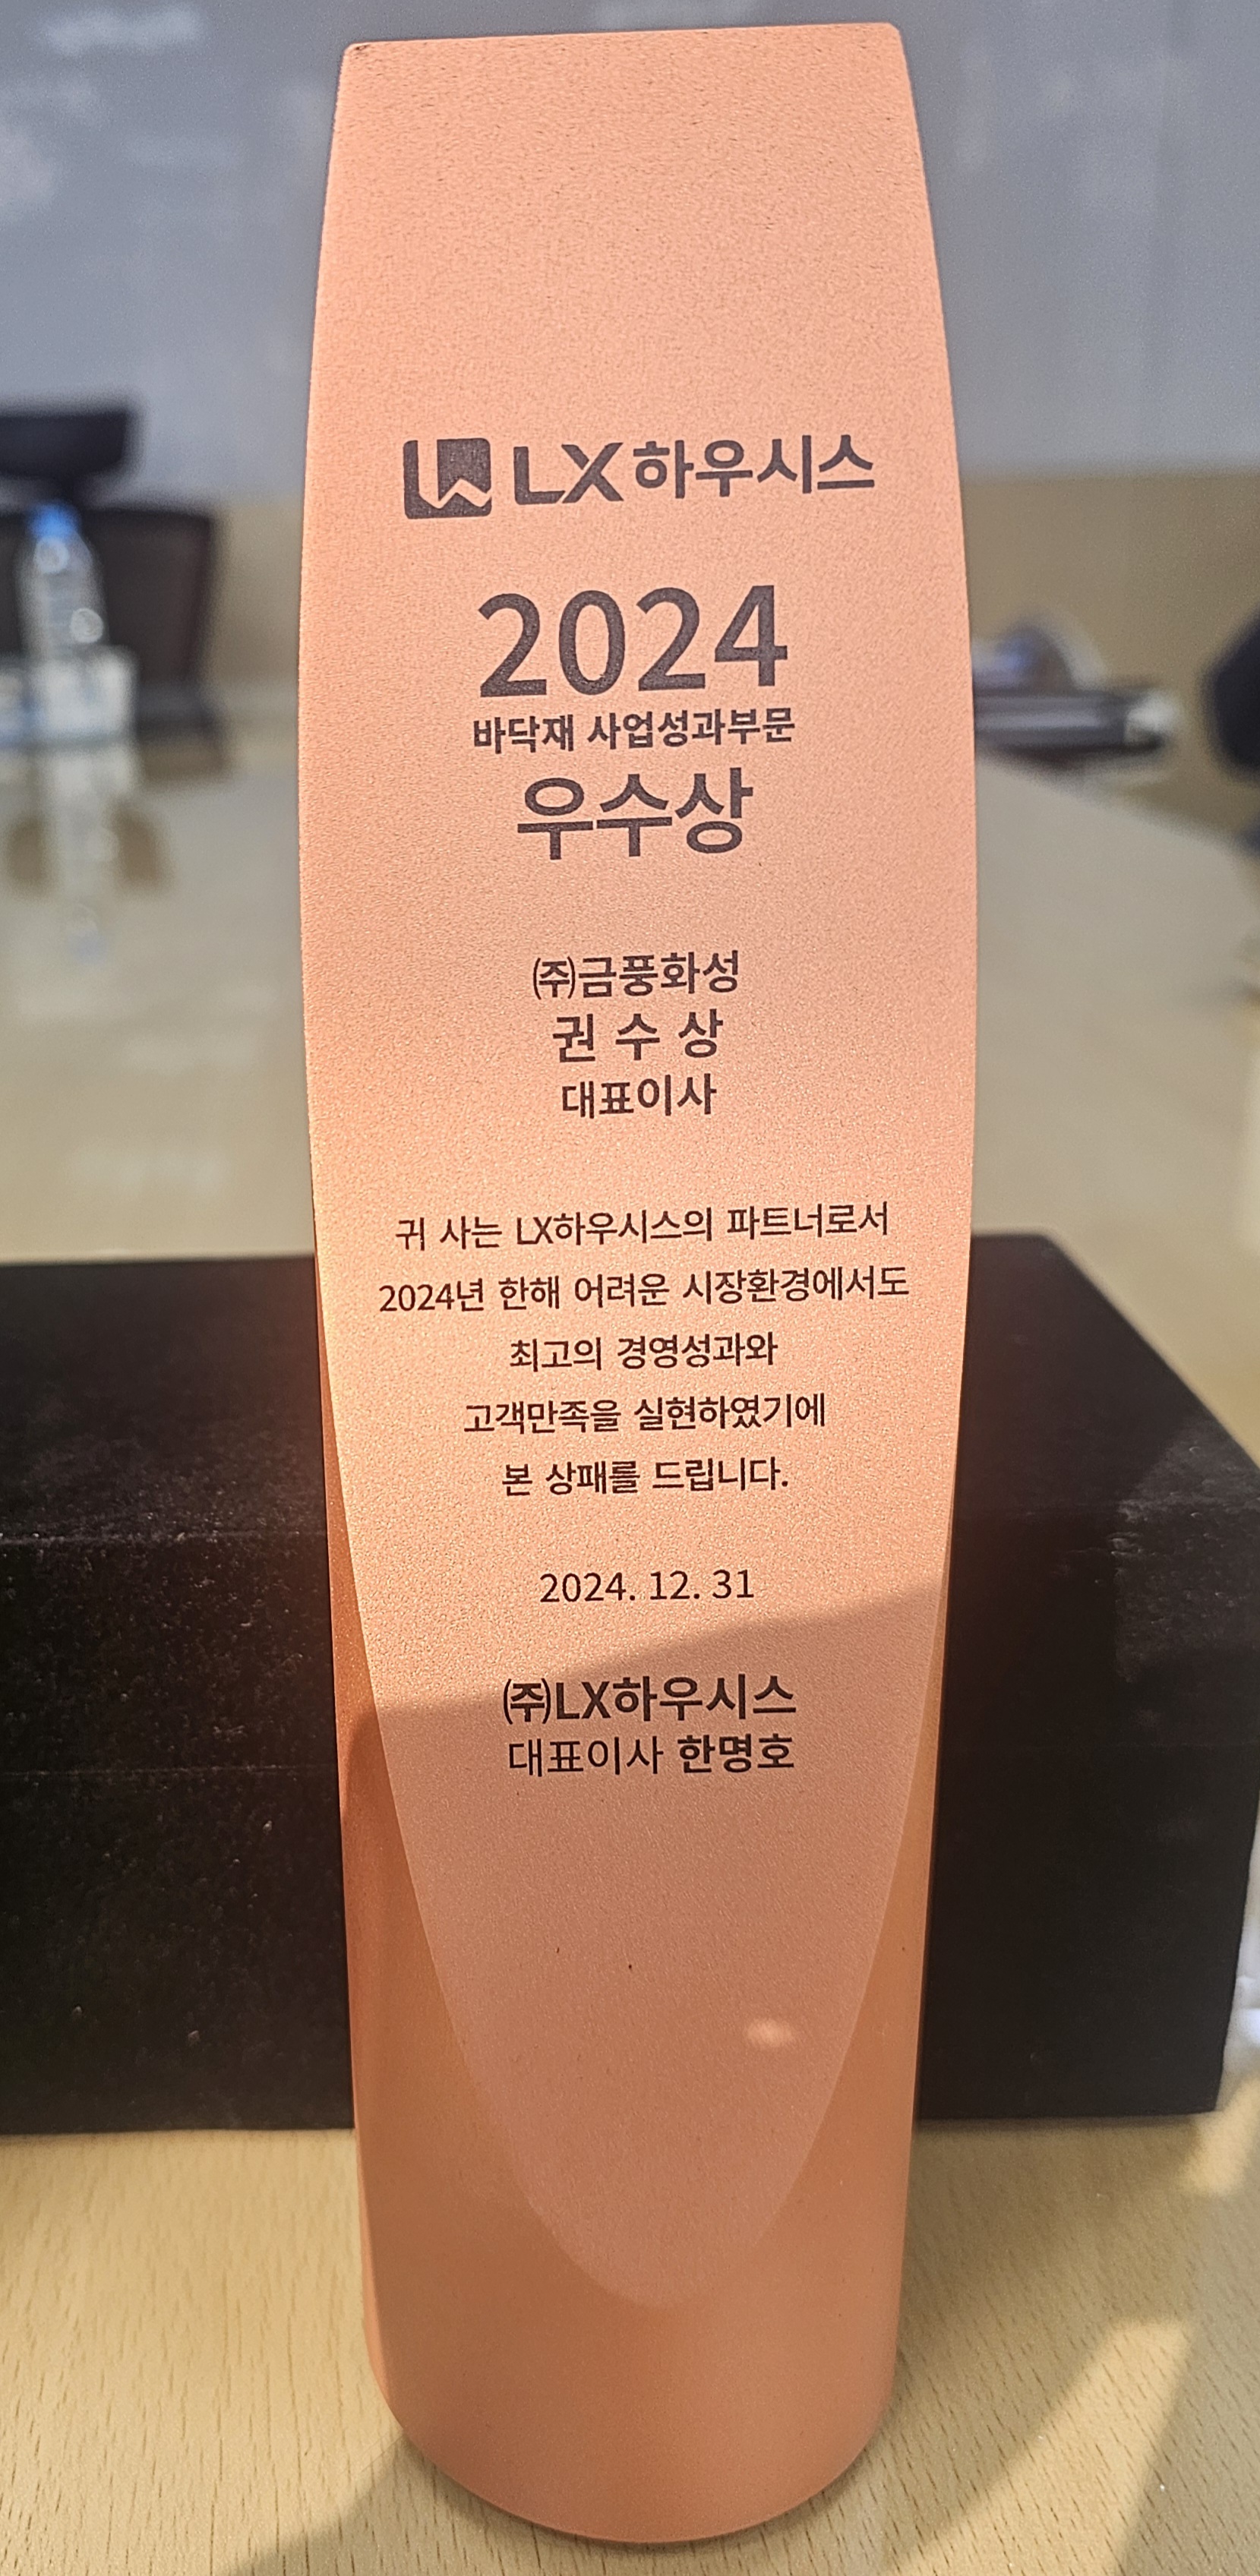 LX하우시스
2024
바닥재 사업성과부문
우수상
㈜금풍화성
권 수 상
대표이사
귀 사는 LX하우시스의 파트너로서
2024년 한해 어려운 시장환경에서도
최고의 경영성과와
고객만족을 실현하였기에
본 상패를 드립니다.
2024. 12. 31
㈜LX하우시스
대표이사 한명호